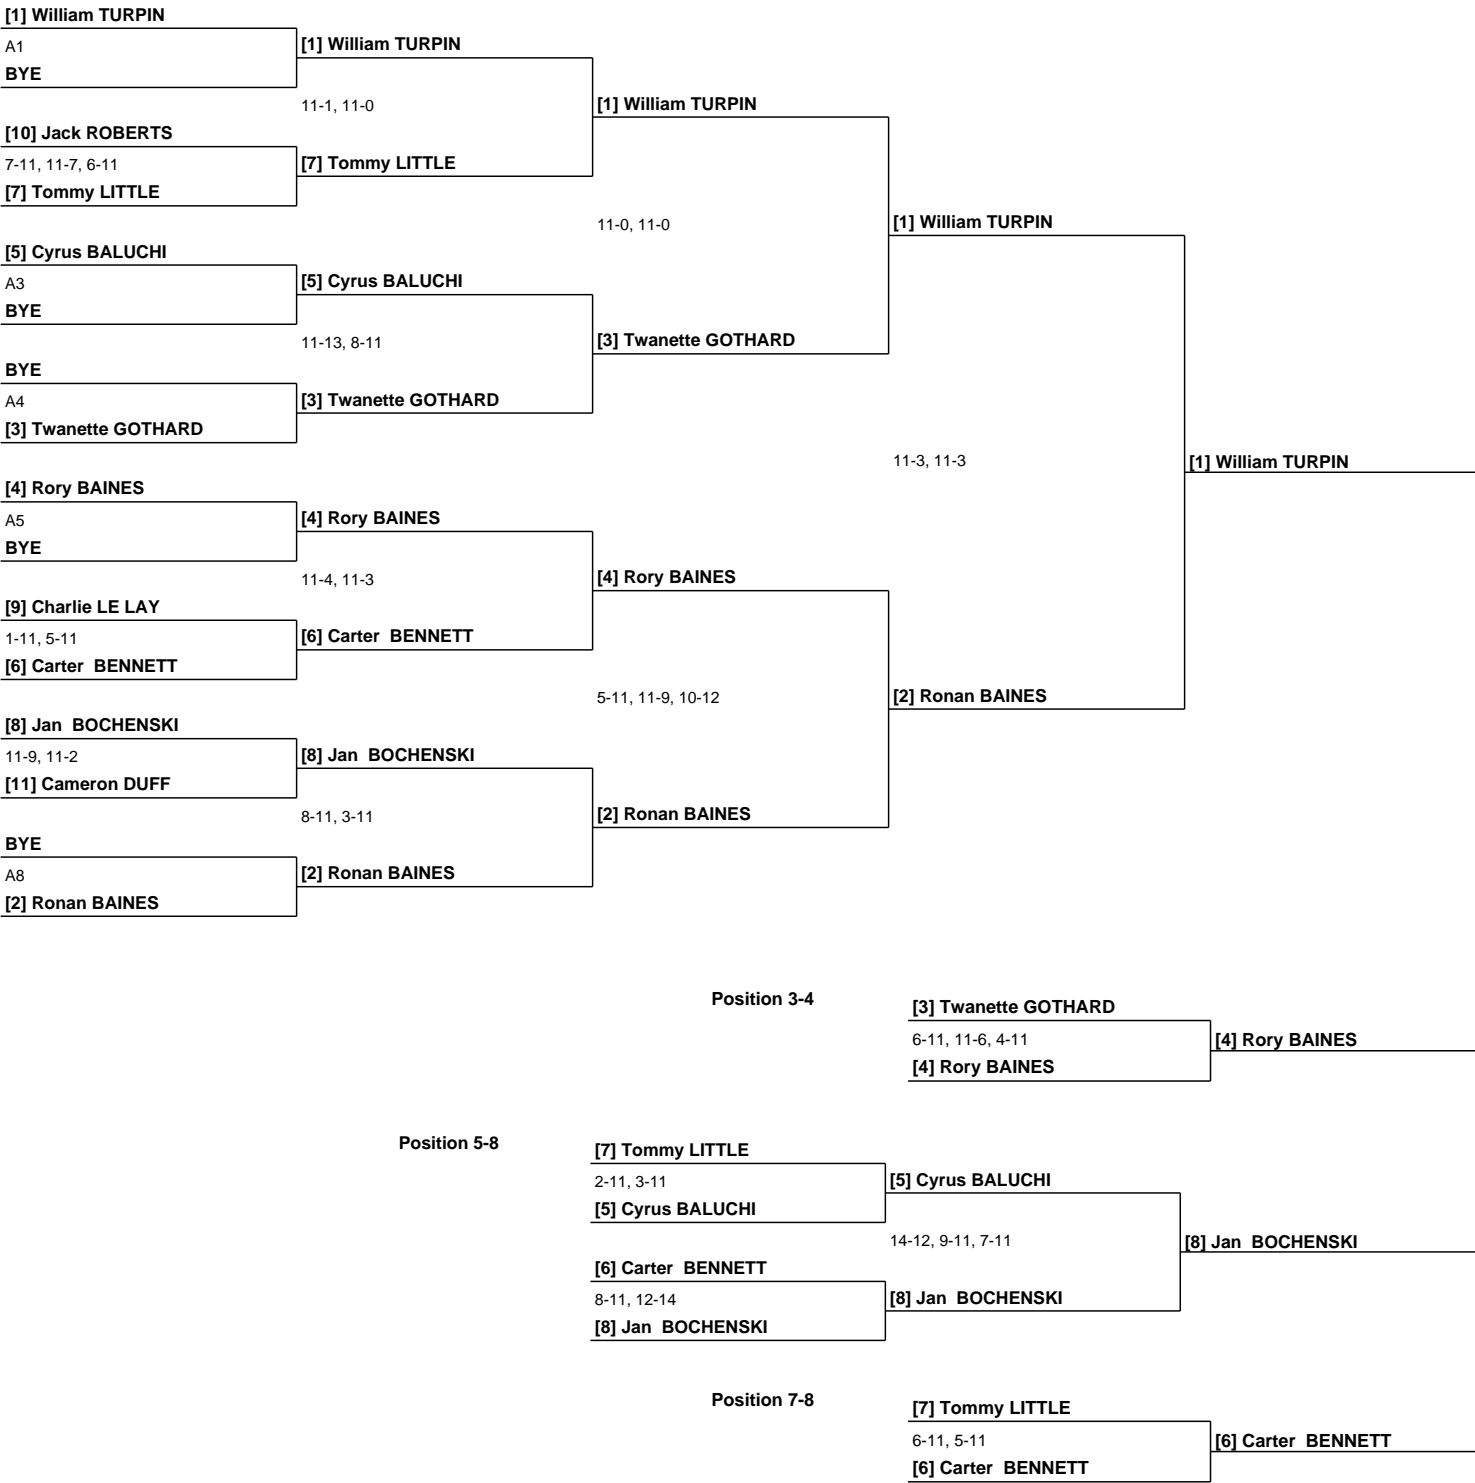 [1] William TURPIN
A1
BYE
[1] William TURPIN
11-1, 11-0
[1] William TURPIN
[10] Jack ROBERTS
7-11, 11-7, 6-11
[7] Tommy LITTLE
[7] Tommy LITTLE
11-0, 11-0
[1] William TURPIN
[5] Cyrus BALUCHI
A3
BYE
[5] Cyrus BALUCHI
11-13, 8-11
[3] Twanette GOTHARD
BYE
A4
[3] Twanette GOTHARD
[3] Twanette GOTHARD
11-3, 11-3
[1] William TURPIN
[4] Rory BAINES
A5
BYE
[4] Rory BAINES
11-4, 11-3
[4] Rory BAINES
[9] Charlie LE LAY
1-11, 5-11
[6] Carter  BENNETT
[6] Carter  BENNETT
5-11, 11-9, 10-12
[2] Ronan BAINES
[8] Jan  BOCHENSKI
11-9, 11-2
[11] Cameron DUFF
[8] Jan  BOCHENSKI
8-11, 3-11
[2] Ronan BAINES
BYE
A8
[2] Ronan BAINES
[2] Ronan BAINES
Position 3-4
[3] Twanette GOTHARD
6-11, 11-6, 4-11
[4] Rory BAINES
[4] Rory BAINES
Position 5-8
[7] Tommy LITTLE
2-11, 3-11
[5] Cyrus BALUCHI
[5] Cyrus BALUCHI
14-12, 9-11, 7-11
[8] Jan  BOCHENSKI
[6] Carter  BENNETT
8-11, 12-14
[8] Jan  BOCHENSKI
[8] Jan  BOCHENSKI
Position 7-8
[7] Tommy LITTLE
6-11, 5-11
[6] Carter  BENNETT
[6] Carter  BENNETT